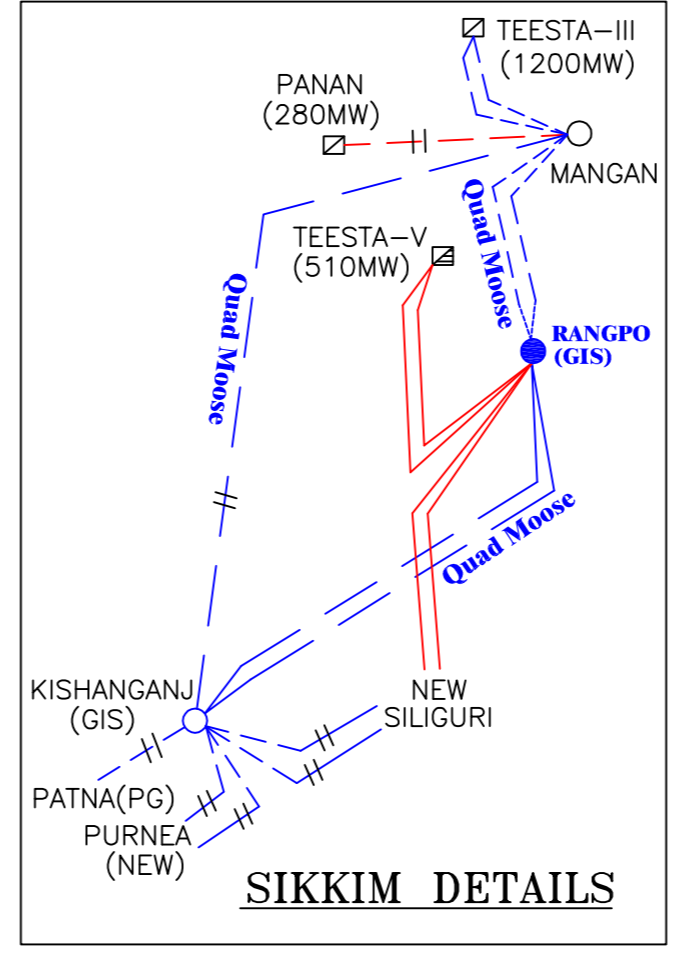 TEESTA-III
(1200MW)
PANAN
(280MW)
MANGAN
Quad Moose
TEESTA-V
(510MW)
Quad Moose
RANGPO
(GIS)
Quad Moose
KISHANGANJ
(GIS)
NEW
SILIGURI
PATNA(PG)
PURNEA
(NEW)
SIKKIM DETAILS